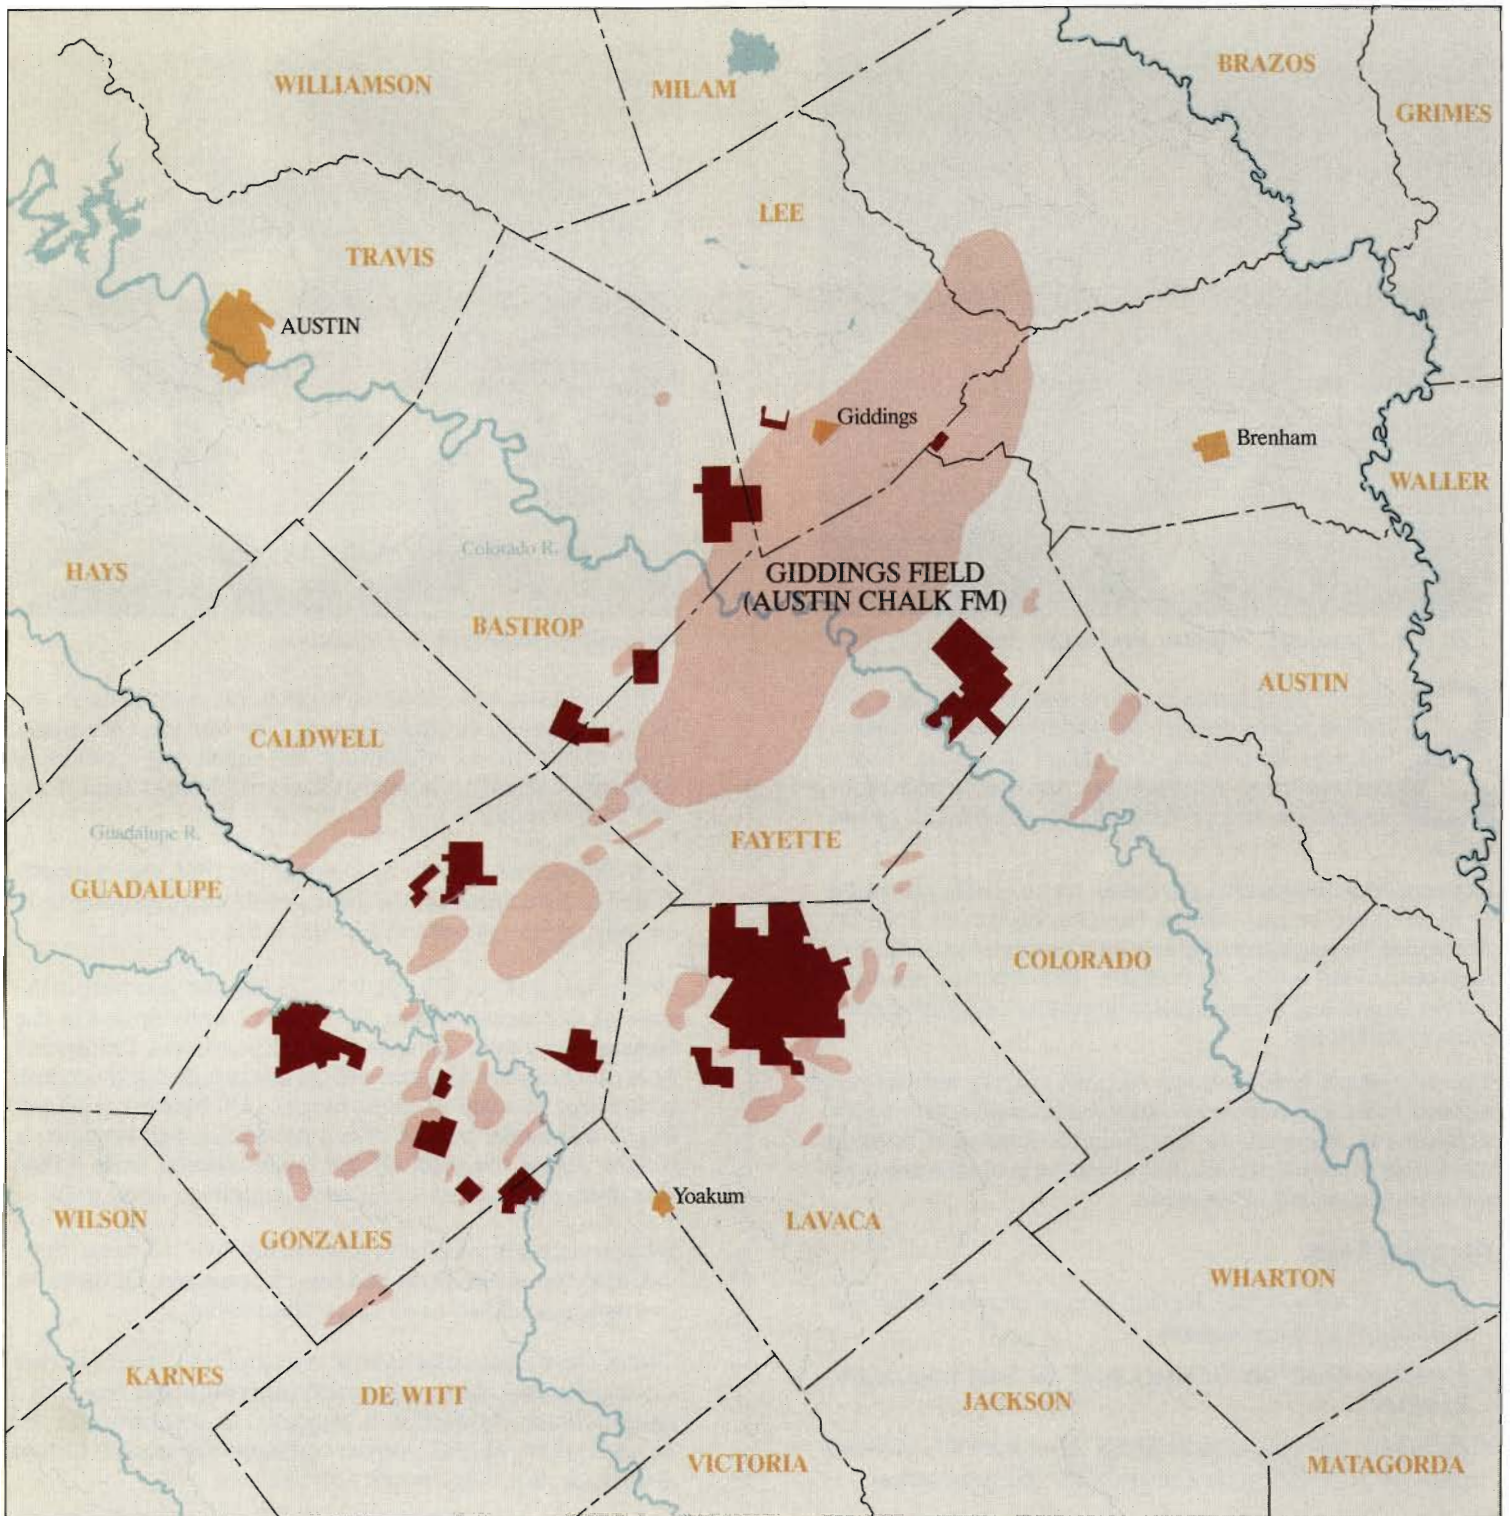 BRAZOS
WILLIAMSON
MILAM
GRIMES
LEE
TRAVIS
AUSTIN
Giddings
Brenham
WALLER
Colorado R.
HAYS
GIDDINGS FIELD
(AUSTIN CHALK FM)
BASTROP
AUSTIN
CALDWELL
Guadalupe R.
FAYETTE
GUADALUPE
COLORADO
Yoakum
WILSON
LAVACA
GONZALES
WHARTON
KARNES
DE WITT
JACKSON
VICTORIA
MATAGORDA